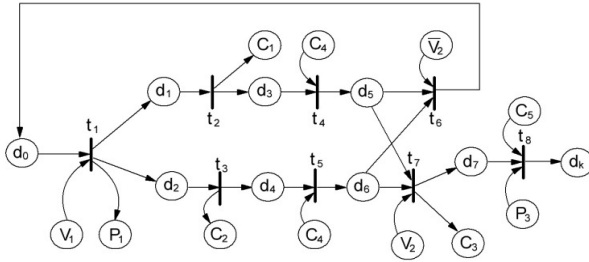 C₁ C₄ V̅₂
d₁ d₃ d₅
t₁ t₂ t₄ t₆ C₅
t₈
d₀ t₃ t₅ t₇ d₇ dₖ
d₂ d₄ d₆
V₁ P₁ C₂ C₄ V₂ C₃ P₃